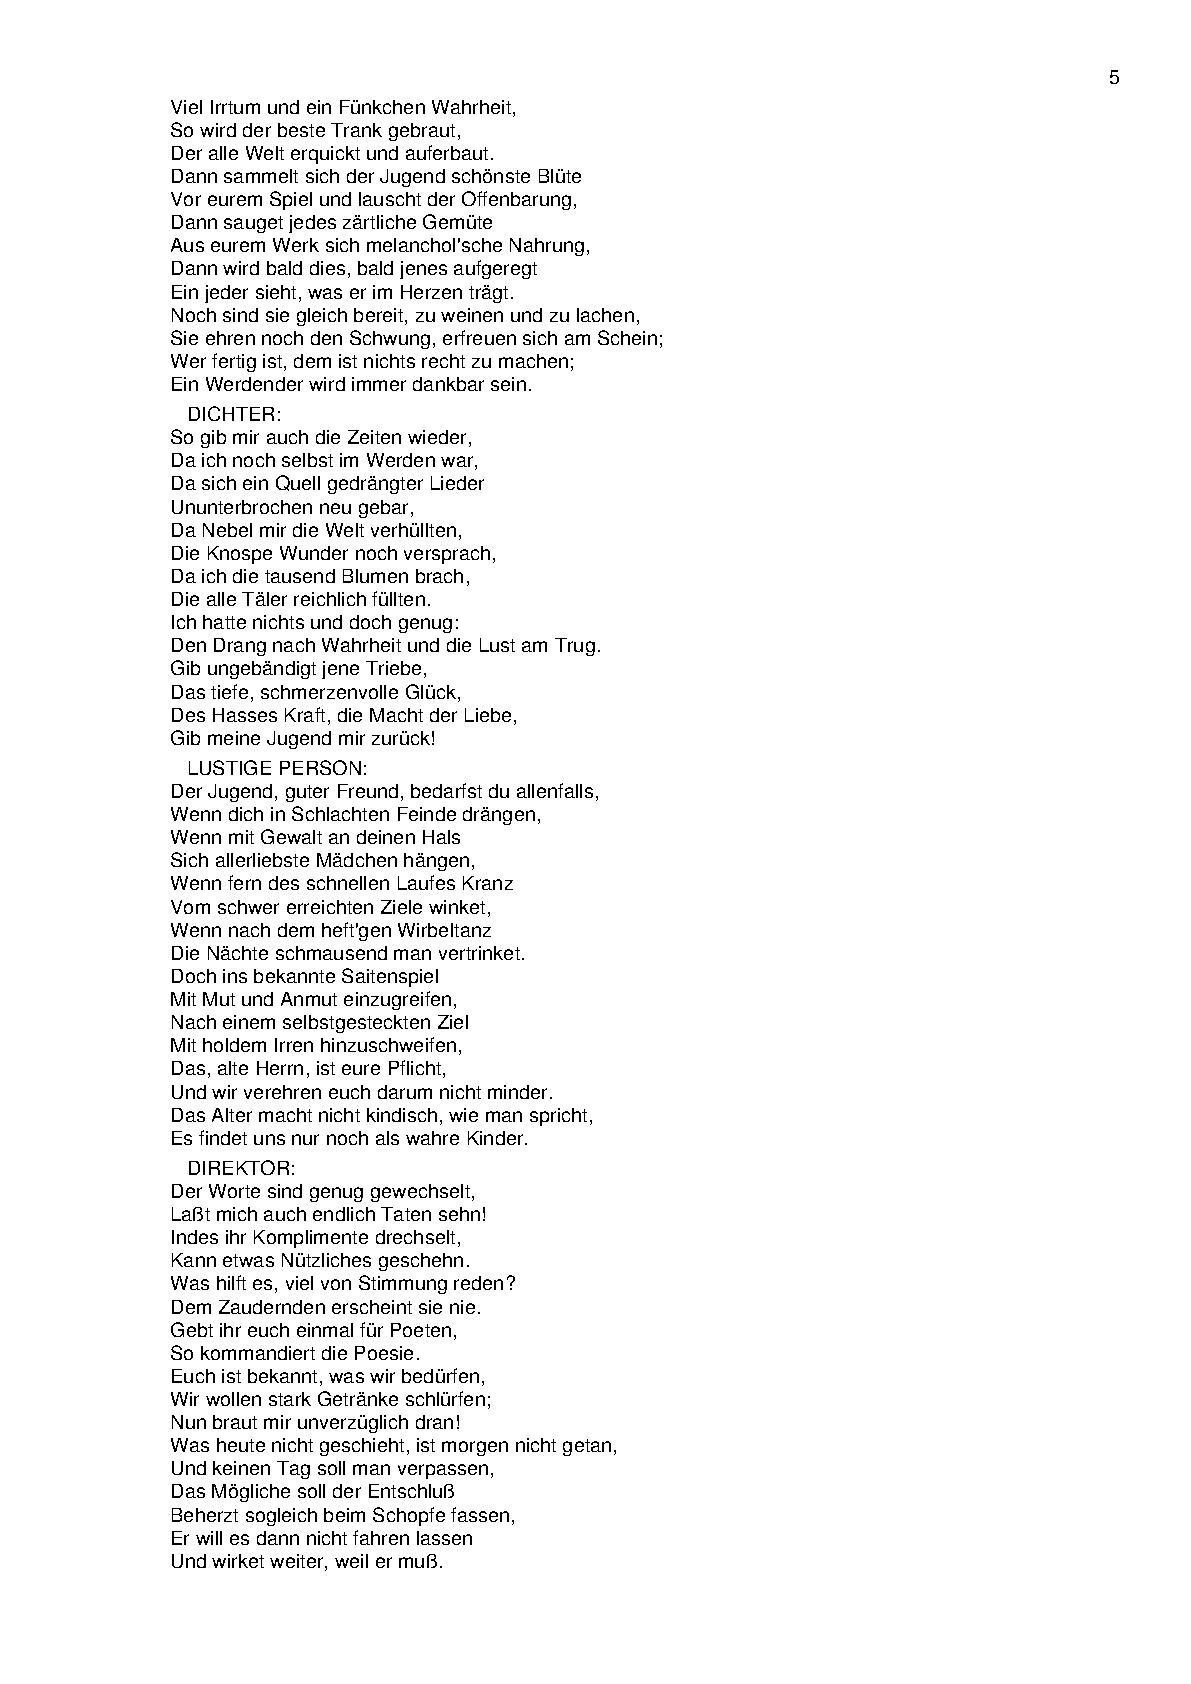 5
Viel Irrtum und ein Fünkchen Wahrheit,
So wird der beste Trank gebraut,
Der alle Welt erquickt und auferbaut.
Dann sammelt sich der Jugend schönste Blüte
Vor eurem Spiel und lauscht der Offenbarung,
Dann sauget jedes zärtliche Gemüte
Aus eurem Werk sich melanchol'sche Nahrung,
Dann wird bald dies, bald jenes aufgeregt
Ein jeder sieht, was er im Herzen trägt.
Noch sind sie gleich bereit, zu weinen und zu lachen,
Sie ehren noch den Schwung, erfreuen sich am Schein;
Wer fertig ist, dem ist nichts recht zu machen;
Ein Werdender wird immer dankbar sein.
DICHTER:
So gib mir auch die Zeiten wieder,
Da ich noch selbst im Werden war,
Da sich ein Quell gedrängter Lieder
Ununterbrochen neu gebar,
Da Nebel mir die Welt verhüllten,
Die Knospe Wunder noch versprach,
Da ich die tausend Blumen brach,
Die alle Täler reichlich füllten.
Ich hatte nichts und doch genug:
Den Drang nach Wahrheit und die Lust am Trug.
Gib ungebändigt jene Triebe,
Das tiefe, schmerzenvolle Glück,
Des Hasses Kraft, die Macht der Liebe,
Gib meine Jugend mir zurück!
LUSTIGE PERSON:
Der Jugend, guter Freund, bedarfst du allenfalls,
Wenn dich in Schlachten Feinde drängen,
Wenn mit Gewalt an deinen Hals
Sich allerliebste Mädchen hängen,
Wenn fern des schnellen Laufes Kranz
Vom schwer erreichten Ziele winket,
Wenn nach dem heft'gen Wirbeltanz
Die Nächte schmausend man vertrinket.
Doch ins bekannte Saitenspiel
Mit Mut und Anmut einzugreifen,
Nach einem selbstgesteckten Ziel
Mit holdem Irren hinzuschweifen,
Das, alte Herrn, ist eure Pflicht,
Und wir verehren euch darum nicht minder.
Das Alter macht nicht kindisch, wie man spricht,
Es findet uns nur noch als wahre Kinder.
DIREKTOR:
Der Worte sind genug gewechselt,
Laßt mich auch endlich Taten sehn!
Indes ihr Komplimente drechselt,
Kann etwas Nützliches geschehn.
Was hilft es, viel von Stimmung reden?
Dem Zaudernden erscheint sie nie.
Gebt ihr euch einmal für Poeten,
So kommandiert die Poesie.
Euch ist bekannt, was wir bedürfen,
Wir wollen stark Getränke schlürfen;
Nun braut mir unverzüglich dran!
Was heute nicht geschieht, ist morgen nicht getan,
Und keinen Tag soll man verpassen,
Das Mögliche soll der Entschluß
Beherzt sogleich beim Schopfe fassen,
Er will es dann nicht fahren lassen
Und wirket weiter, weil er muß.